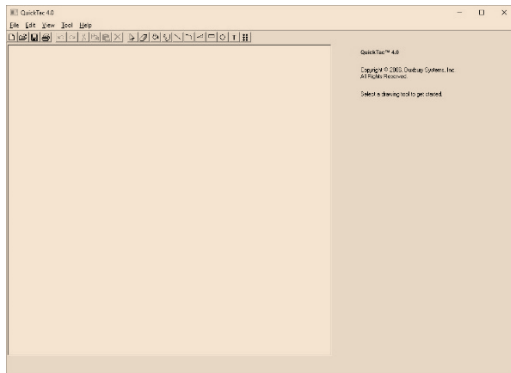 QuickTac 4.0
File Edit View Tool Help
QuickTac™ 4.0
Copyright © 2003, Duxbury Systems, Inc.
All Rights Reserved.
Select a drawing tool to get started.